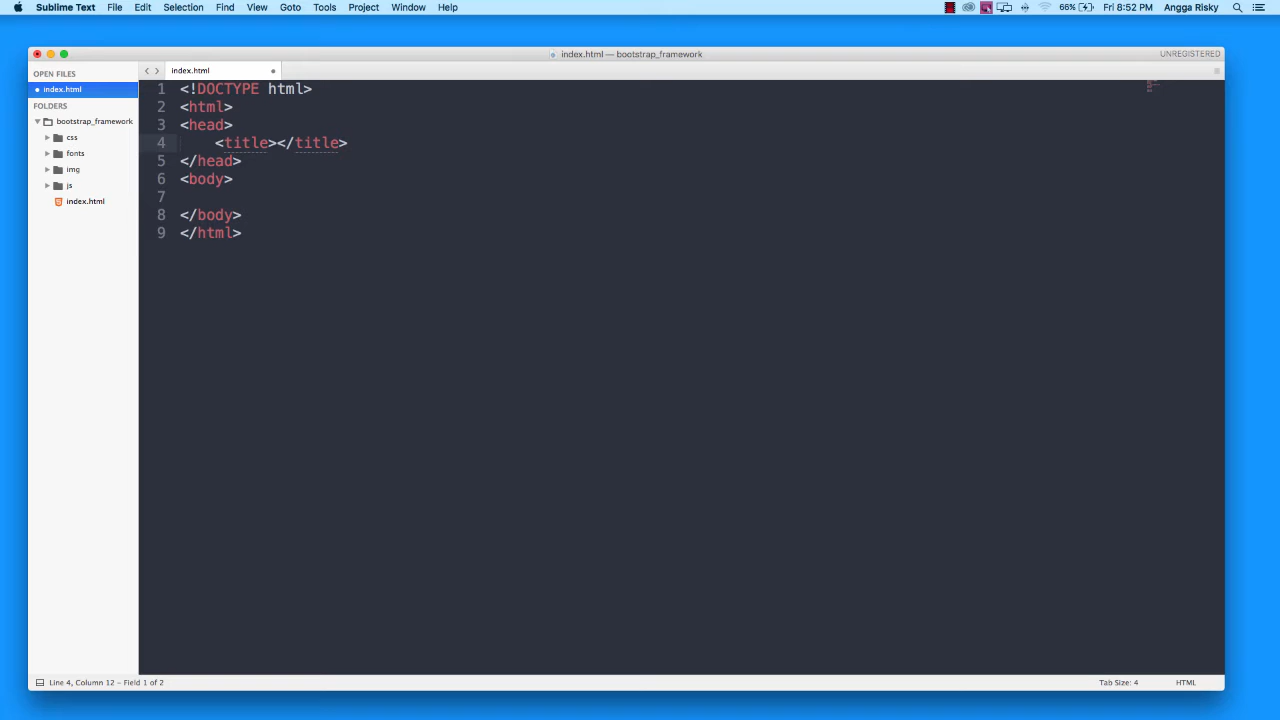 Sublime Text File Edit Selection Find View Goto Tools Project Window Help 66% Fri 8:52 PM Angga Risky
index.html — bootstrap_framework UNREGISTERED
OPEN FILES
index.html
FOLDERS
bootstrap_framework
css
fonts
img
js
index.html
index.html
1 <!DOCTYPE html>
2 <html>
3 <head>
4 <title></title>
5 </head>
6 <body>
7
8 </body>
9 </html>
Line 4, Column 12 – Field 1 of 2 Tab Size: 4 HTML